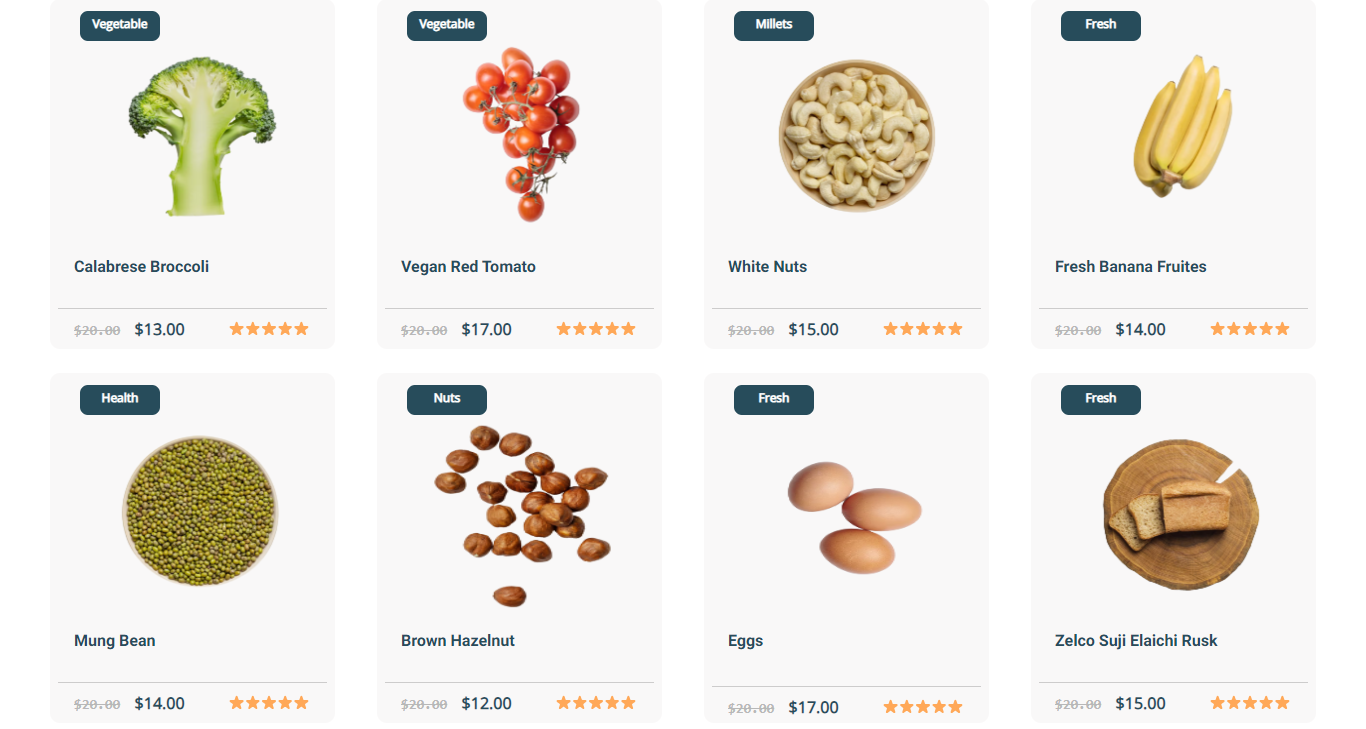 Vegetable
Vegetable
Millets
Fresh
Calabrese Broccoli
Vegan Red Tomato
White Nuts
Fresh Banana Fruites
$20.00 $13.00
$20.00 $17.00
$20.00 $15.00
$20.00 $14.00
Health
Nuts
Fresh
Fresh
Mung Bean
Brown Hazelnut
Eggs
Zelco Suji Elaichi Rusk
$20.00 $14.00
$20.00 $12.00
$20.00 $17.00
$20.00 $15.00